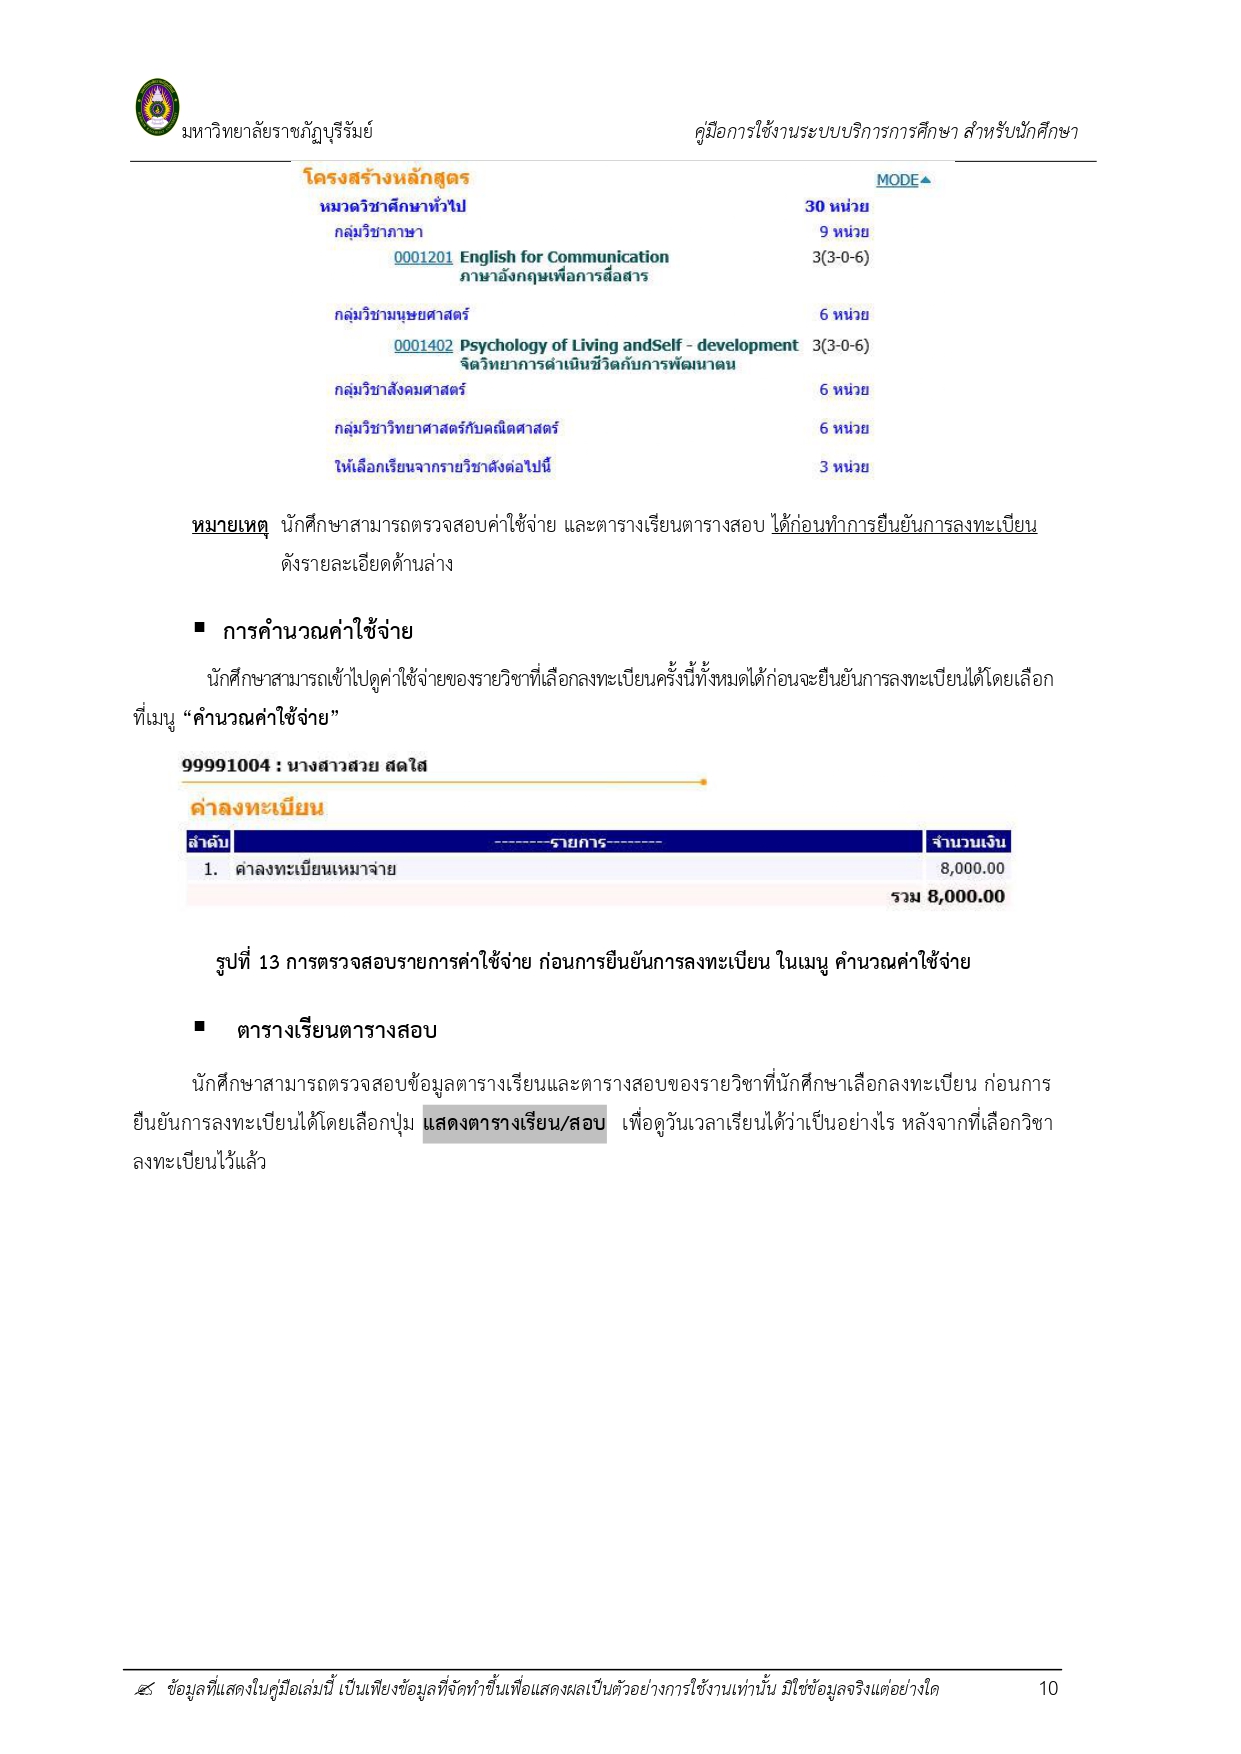 มหาวิทยาลัยราชภัฏบุรีรัมย์ คู่มือการใช้งานระบบบริการการศึกษา สำหรับนักศึกษา
โครงสร้างหลักสูตร MODE
หมวดวิชาศึกษาทั่วไป 30 หน่วย
กลุ่มวิชาภาษา 9 หน่วย
0001201 English for Communication 3(3-0-6)
ภาษาอังกฤษเพื่อการสื่อสาร
กลุ่มวิชามนุษยศาสตร์ 6 หน่วย
0001402 Psychology of Living andSelf - development 3(3-0-6)
จิตวิทยาการดำเนินชีวิตกับการพัฒนาตน
กลุ่มวิชาสังคมศาสตร์ 6 หน่วย
กลุ่มวิชาวิทยาศาสตร์กับคณิตศาสตร์ 6 หน่วย
ให้เลือกเรียนจากรายวิชาดังต่อไปนี้ 3 หน่วย
หมายเหตุ นักศึกษาสามารถตรวจสอบค่าใช้จ่าย และตารางเรียนตารางสอบ ได้ก่อนทำการยืนยันการลงทะเบียน
ดังรายละเอียดด้านล่าง
▪ การคำนวณค่าใช้จ่าย
นักศึกษาสามารถเข้าไปดูค่าใช้จ่ายของรายวิชาที่เลือกลงทะเบียนครั้งนี้ทั้งหมดได้ก่อนจะยืนยันการลงทะเบียนได้โดยเลือก
ที่เมนู “คำนวณค่าใช้จ่าย”
99991004 : นางสาวสวย สดใส
ค่าลงทะเบียน
ลำดับ --------รายการ-------- จำนวนเงิน
1. ค่าลงทะเบียนเหมาจ่าย 8,000.00
รวม 8,000.00
รูปที่ 13 การตรวจสอบรายการค่าใช้จ่าย ก่อนการยืนยันการลงทะเบียน ในเมนู คำนวณค่าใช้จ่าย
▪ ตารางเรียนตารางสอบ
นักศึกษาสามารถตรวจสอบข้อมูลตารางเรียนและตารางสอบของรายวิชาที่นักศึกษาเลือกลงทะเบียน ก่อนการ
ยืนยันการลงทะเบียนได้โดยเลือกปุ่ม แสดงตารางเรียน/สอบ เพื่อดูวันเวลาเรียนได้ว่าเป็นอย่างไร หลังจากที่เลือกวิชา
ลงทะเบียนไว้แล้ว
ข้อมูลที่แสดงในคู่มือเล่มนี้ เป็นเพียงข้อมูลที่จัดทำขึ้นเพื่อแสดงผลเป็นตัวอย่างการใช้งานเท่านั้น มิใช่ข้อมูลจริงแต่อย่างใด 10